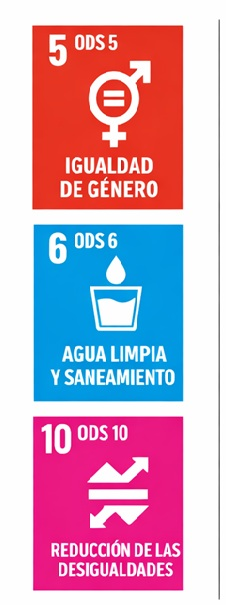 5 ODS 5
IGUALDAD
DE GÉNERO
6 ODS 6
AGUA LIMPIA
Y SANEAMIENTO
10 ODS 10
REDUCCIÓN DE LAS
DESIGUALDADES